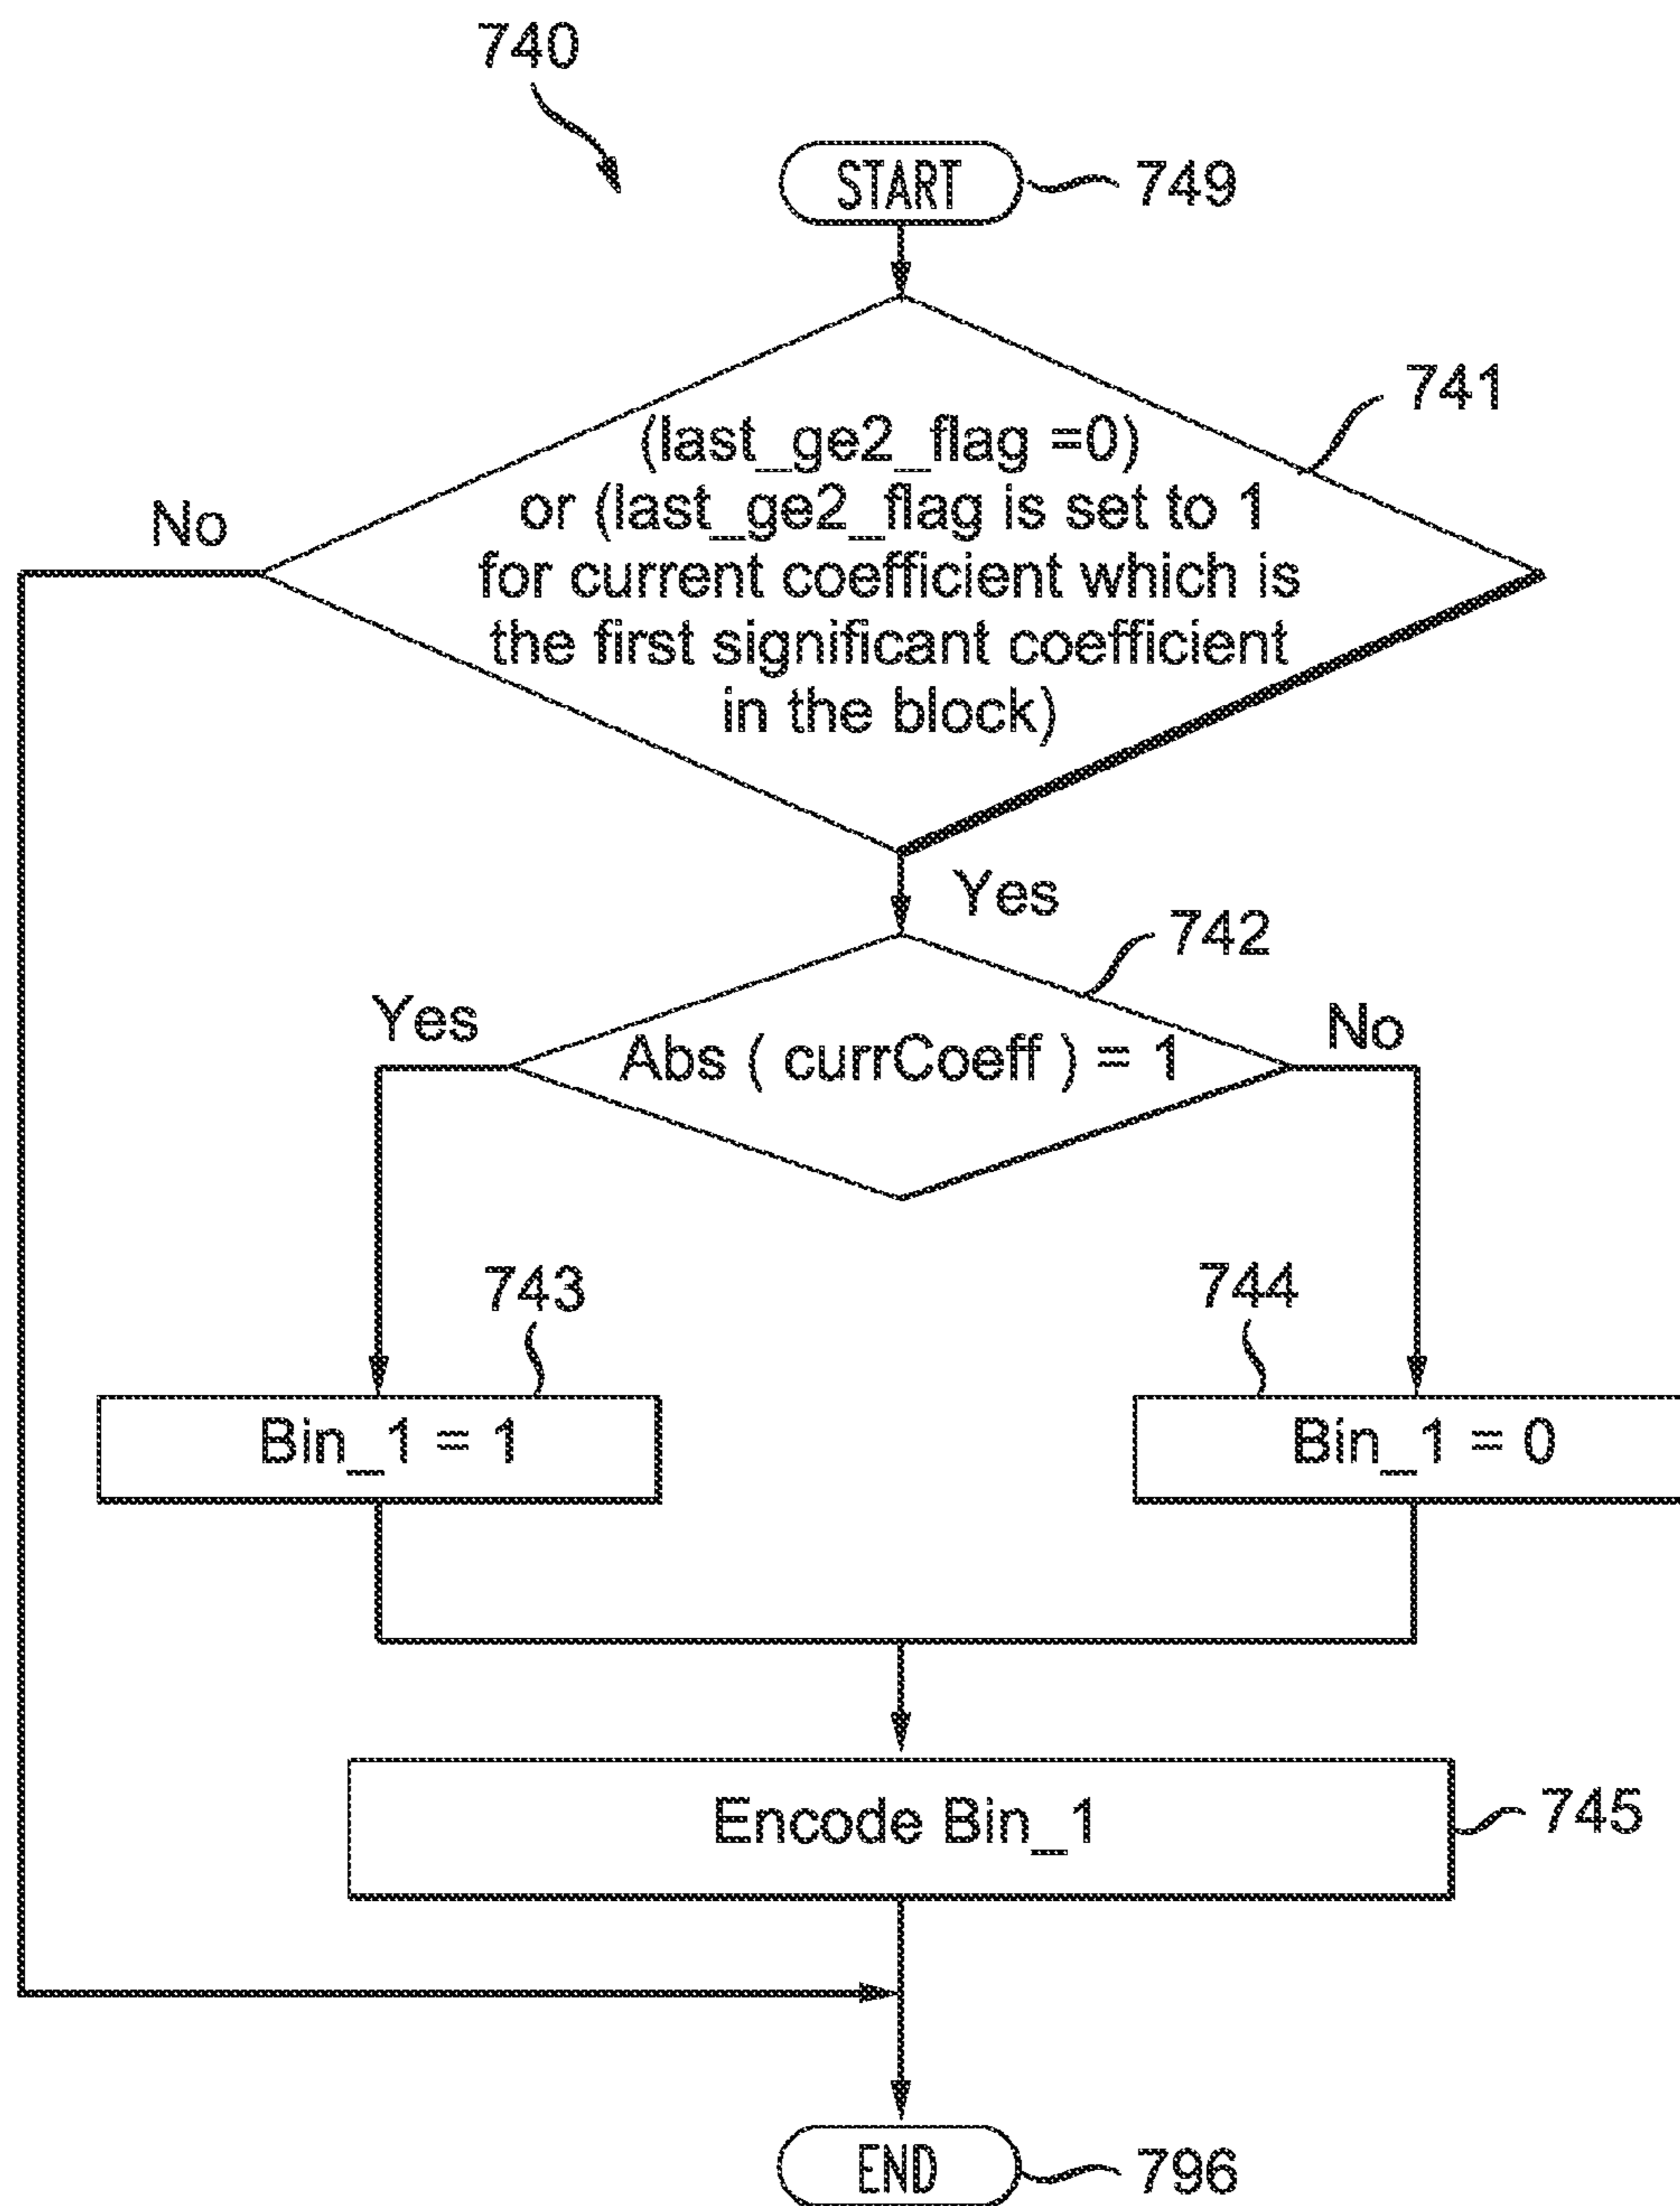 740
START
749
741
(last_ge2_flag =0)
or (last_ge2_flag is set to 1
for current coefficient which is
the first significant coefficient
in the block)
No
Yes
742
Yes
Abs ( currCoeff ) = 1
No
743
744
Bin_1 = 1
Bin_1 = 0
Encode Bin_1
745
END
796